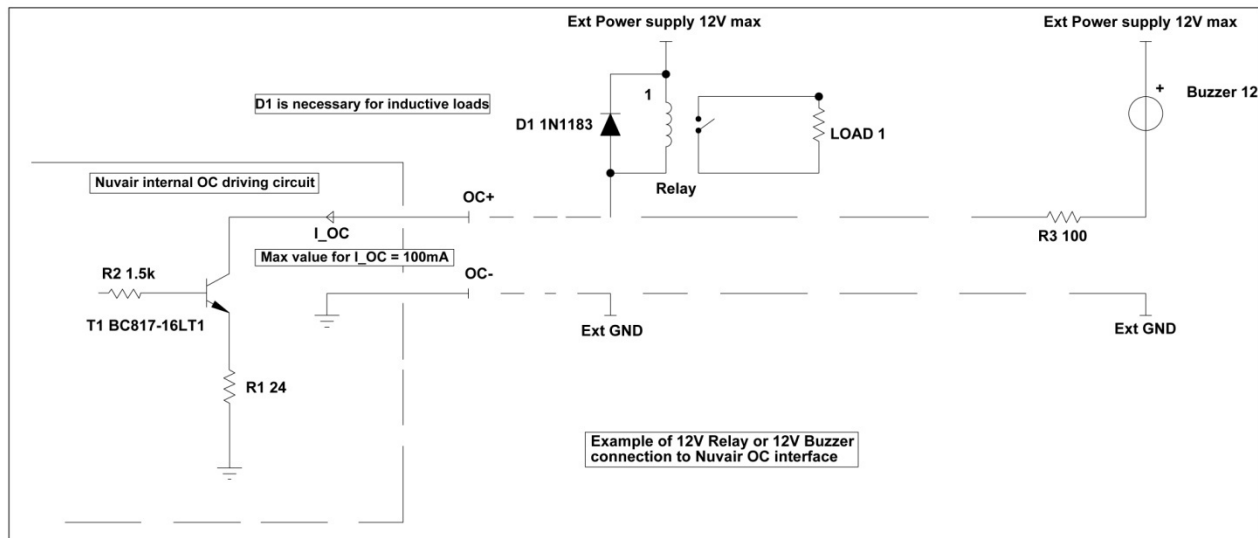 Ext Power supply 12V max
Ext Power supply 12V max
D1 is necessary for inductive loads
1
+
Buzzer 12
D1 1N1183
LOAD 1
Nuvair internal OC driving circuit
Relay
OC+
I_OC
R3 100
Max value for I_OC = 100mA
R2 1.5k
OC-
T1 BC817-16LT1
Ext GND
Ext GND
R1 24
Example of 12V Relay or 12V Buzzer
connection to Nuvair OC interface